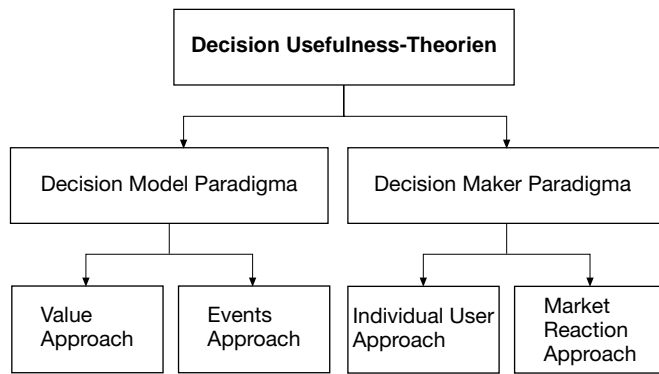 Decision Usefulness-Theorien
Decision Model Paradigma
Decision Maker Paradigma
Value
Approach
Events
Approach
Individual User
Approach
Market
Reaction
Approach